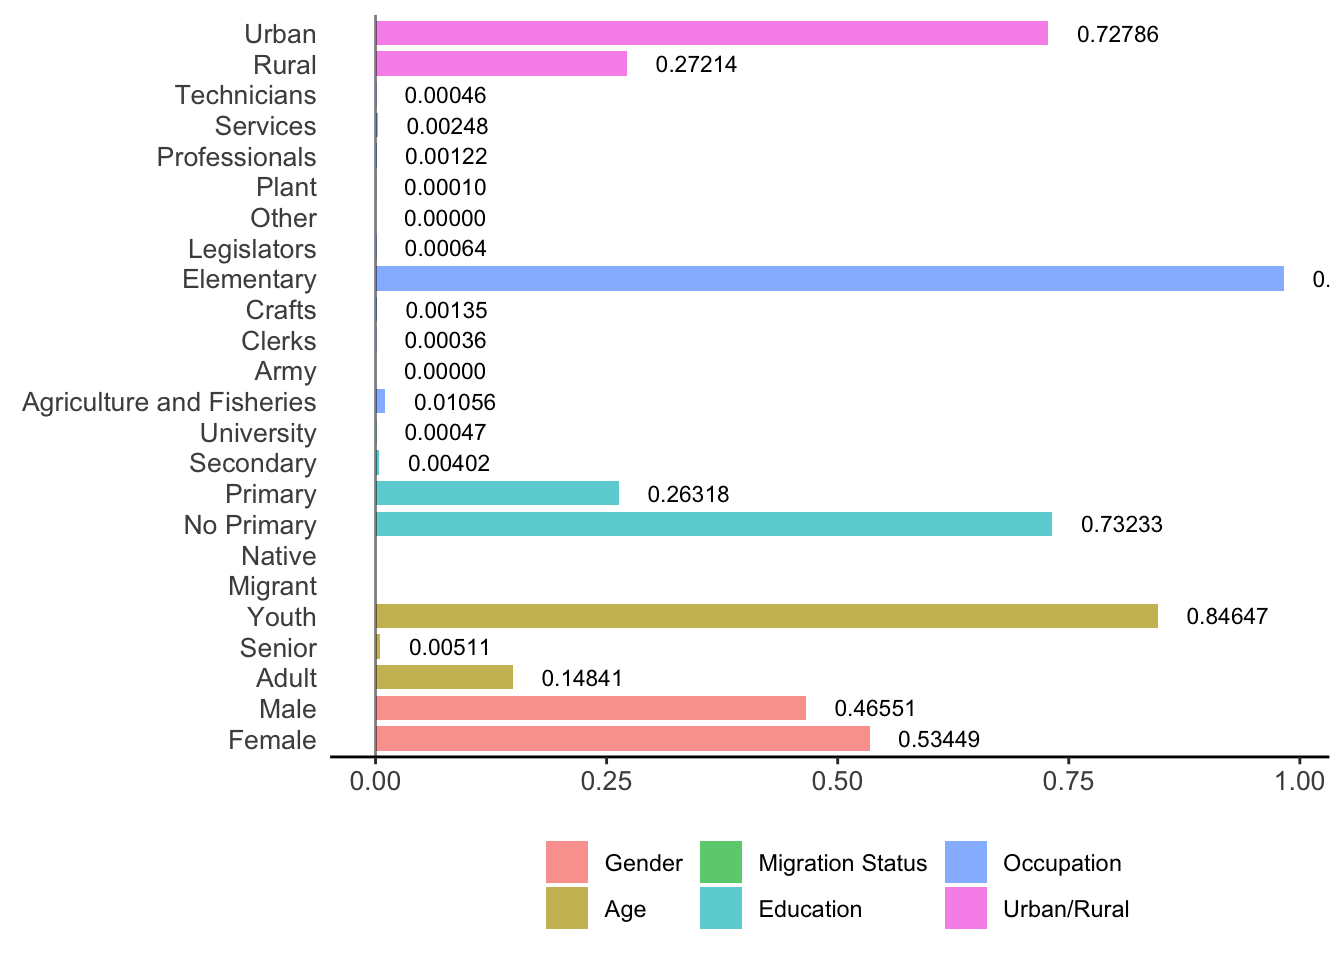 Urban 0.72786
Rural 0.27214
Technicians 0.00046
Services 0.00248
Professionals 0.00122
Plant 0.00010
Other 0.00000
Legislators 0.00064
Elementary 0.
Crafts 0.00135
Clerks 0.00036
Army 0.00000
Agriculture and Fisheries 0.01056
University 0.00047
Secondary 0.00402
Primary 0.26318
No Primary 0.73233
Native
Migrant
Youth 0.84647
Senior 0.00511
Adult 0.14841
Male 0.46551
Female 0.53449
0.00 0.25 0.50 0.75 1.00
Gender Migration Status Occupation
Age Education Urban/Rural